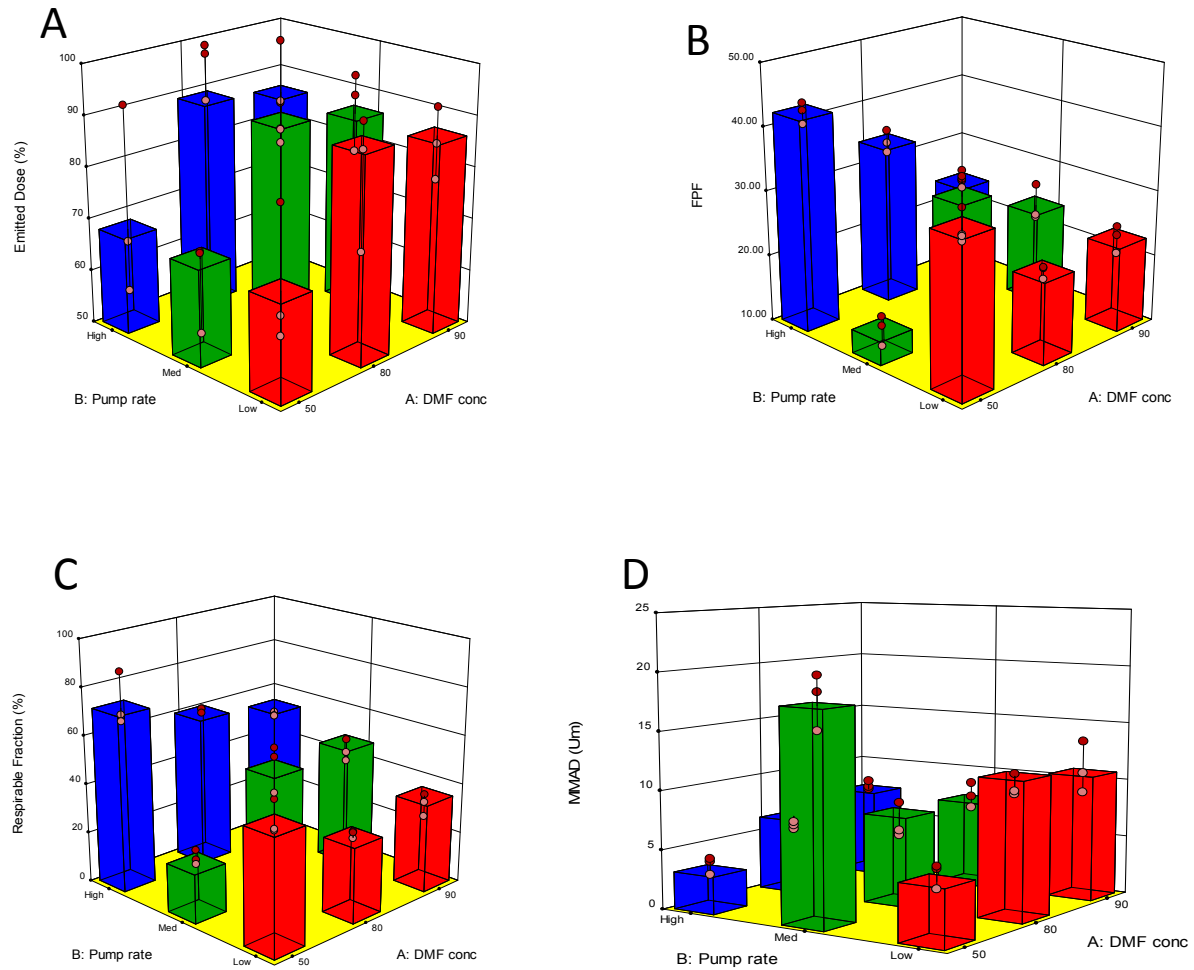 A
100
90
80
70
60
50
Emitted Dose (%)
High
Med
Low
50
80
90
B: Pump rate
A: DMF conc
B
50.00
40.00
30.00
20.00
10.00
FPF
High
Med
Low
50
80
90
B: Pump rate
A: DMF conc
C
100
80
60
40
20
0
Respirable Fraction (%)
High
Med
Low
50
80
90
B: Pump rate
A: DMF conc
D
25
20
15
10
5
0
MMAD (Um)
High
Med
Low
50
80
90
B: Pump rate
A: DMF conc